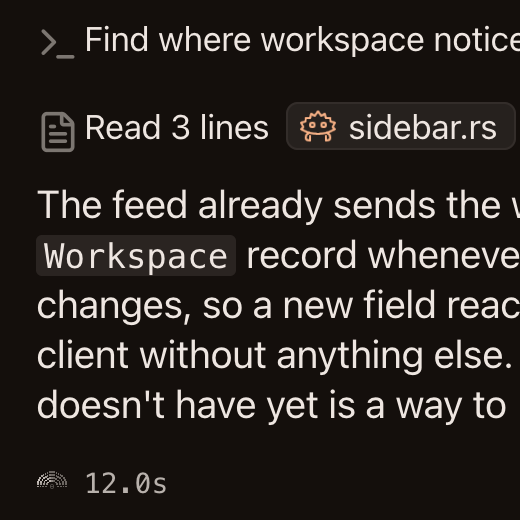 Find where workspace notice
Read 3 lines sidebar.rs
The feed already sends the
Workspace record wheneve
changes, so a new field reac
client without anything else.
doesn't have yet is a way to
12.0s